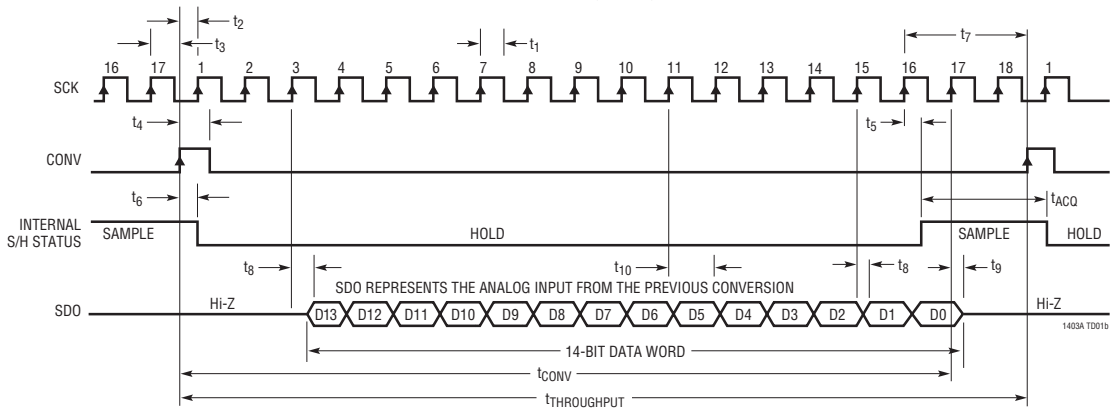 t2
t3
t1
t7
16 17 1 2 3 4 5 6 7 8 9 10 11 12 13 14 15 16 17 18 1
SCK
t4
t5
CONV
t6
tACQ
INTERNAL
S/H STATUS
SAMPLE
HOLD
SAMPLE
HOLD
t8
t10
t8
t9
SDO REPRESENTS THE ANALOG INPUT FROM THE PREVIOUS CONVERSION
SDO
Hi-Z
D13 D12 D11 D10 D9 D8 D7 D6 D5 D4 D3 D2 D1 D0
Hi-Z
1403A TD01b
14-BIT DATA WORD
tCONV
tTHROUGHPUT